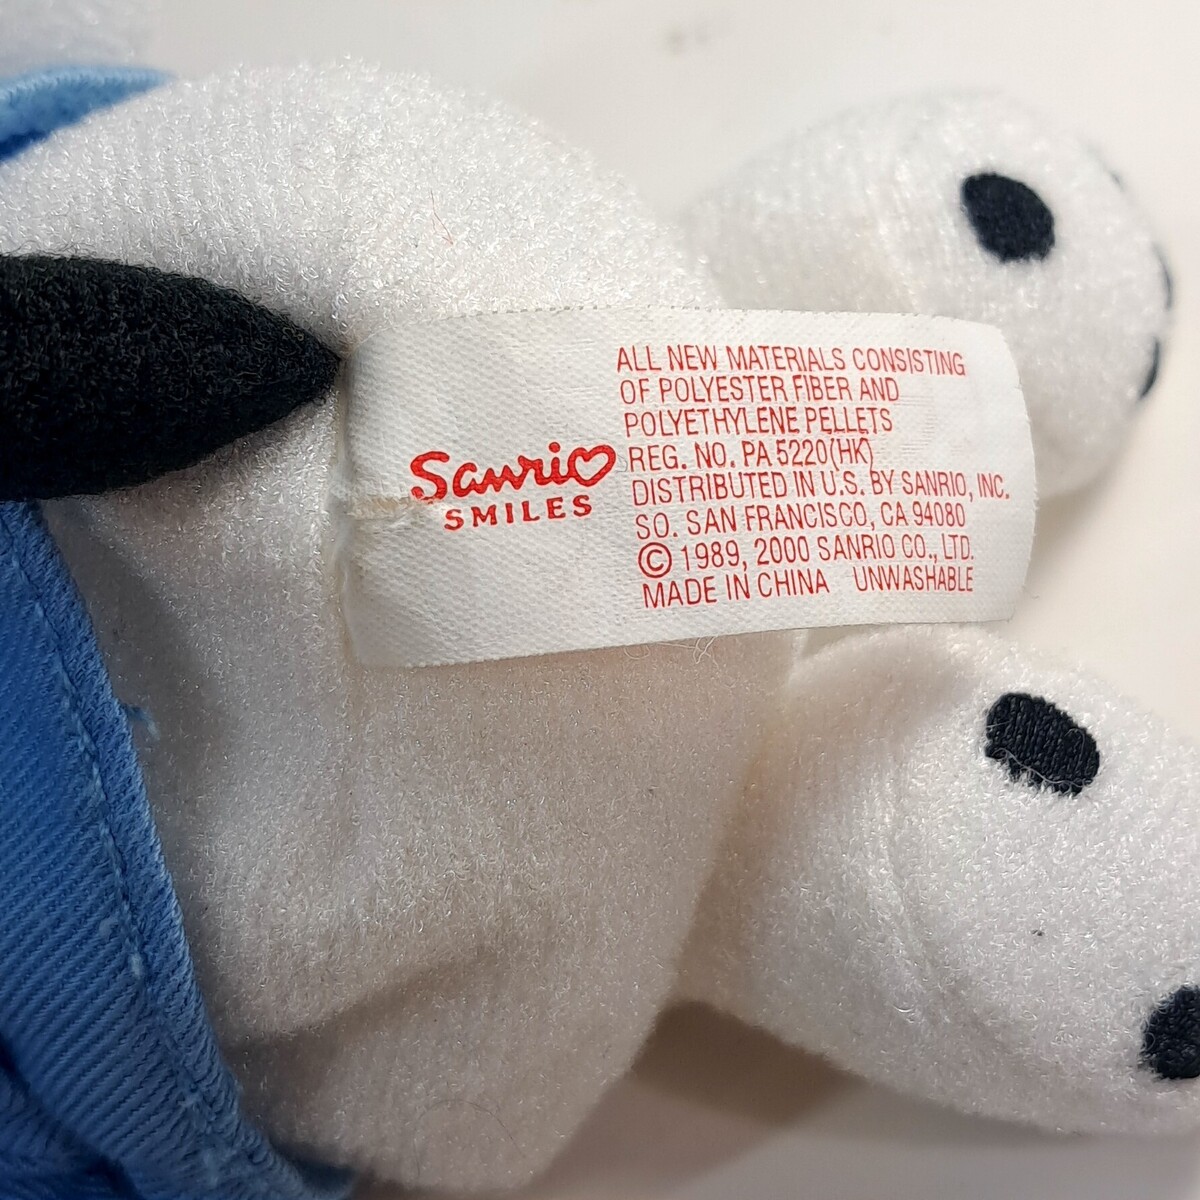 Sanrio
SMILES
ALL NEW MATERIALS CONSISTING
OF POLYESTER FIBER AND
POLYETHYLENE PELLETS
REG. NO. PA 5220(HK)
DISTRIBUTED IN U.S. BY SANRIO, INC.
SO. SAN FRANCISCO, CA 94080
© 1989, 2000 SANRIO CO., LTD.
MADE IN CHINA UNWASHABLE